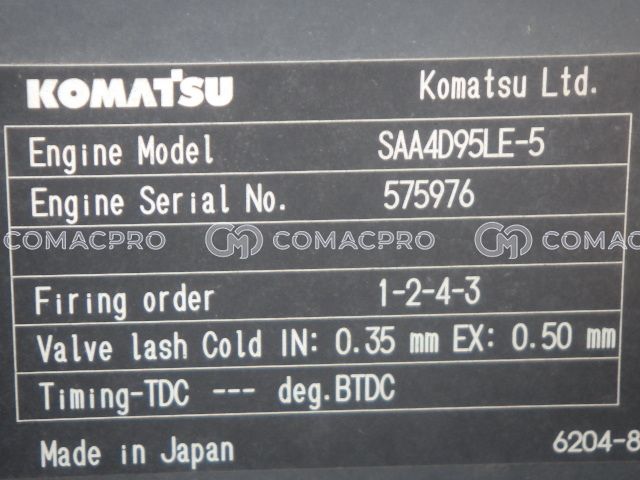 KOMATSU Komatsu Ltd.
Engine Model SAA4D95LE-5
Engine Serial No. 575976
COMACPRO COMACPRO COMACPRO
Firing order 1-2-4-3
Valve lash Cold IN: 0.35 mm EX: 0.50 mm
Timing-TDC --- deg.BTDC
Made in Japan 6204-8